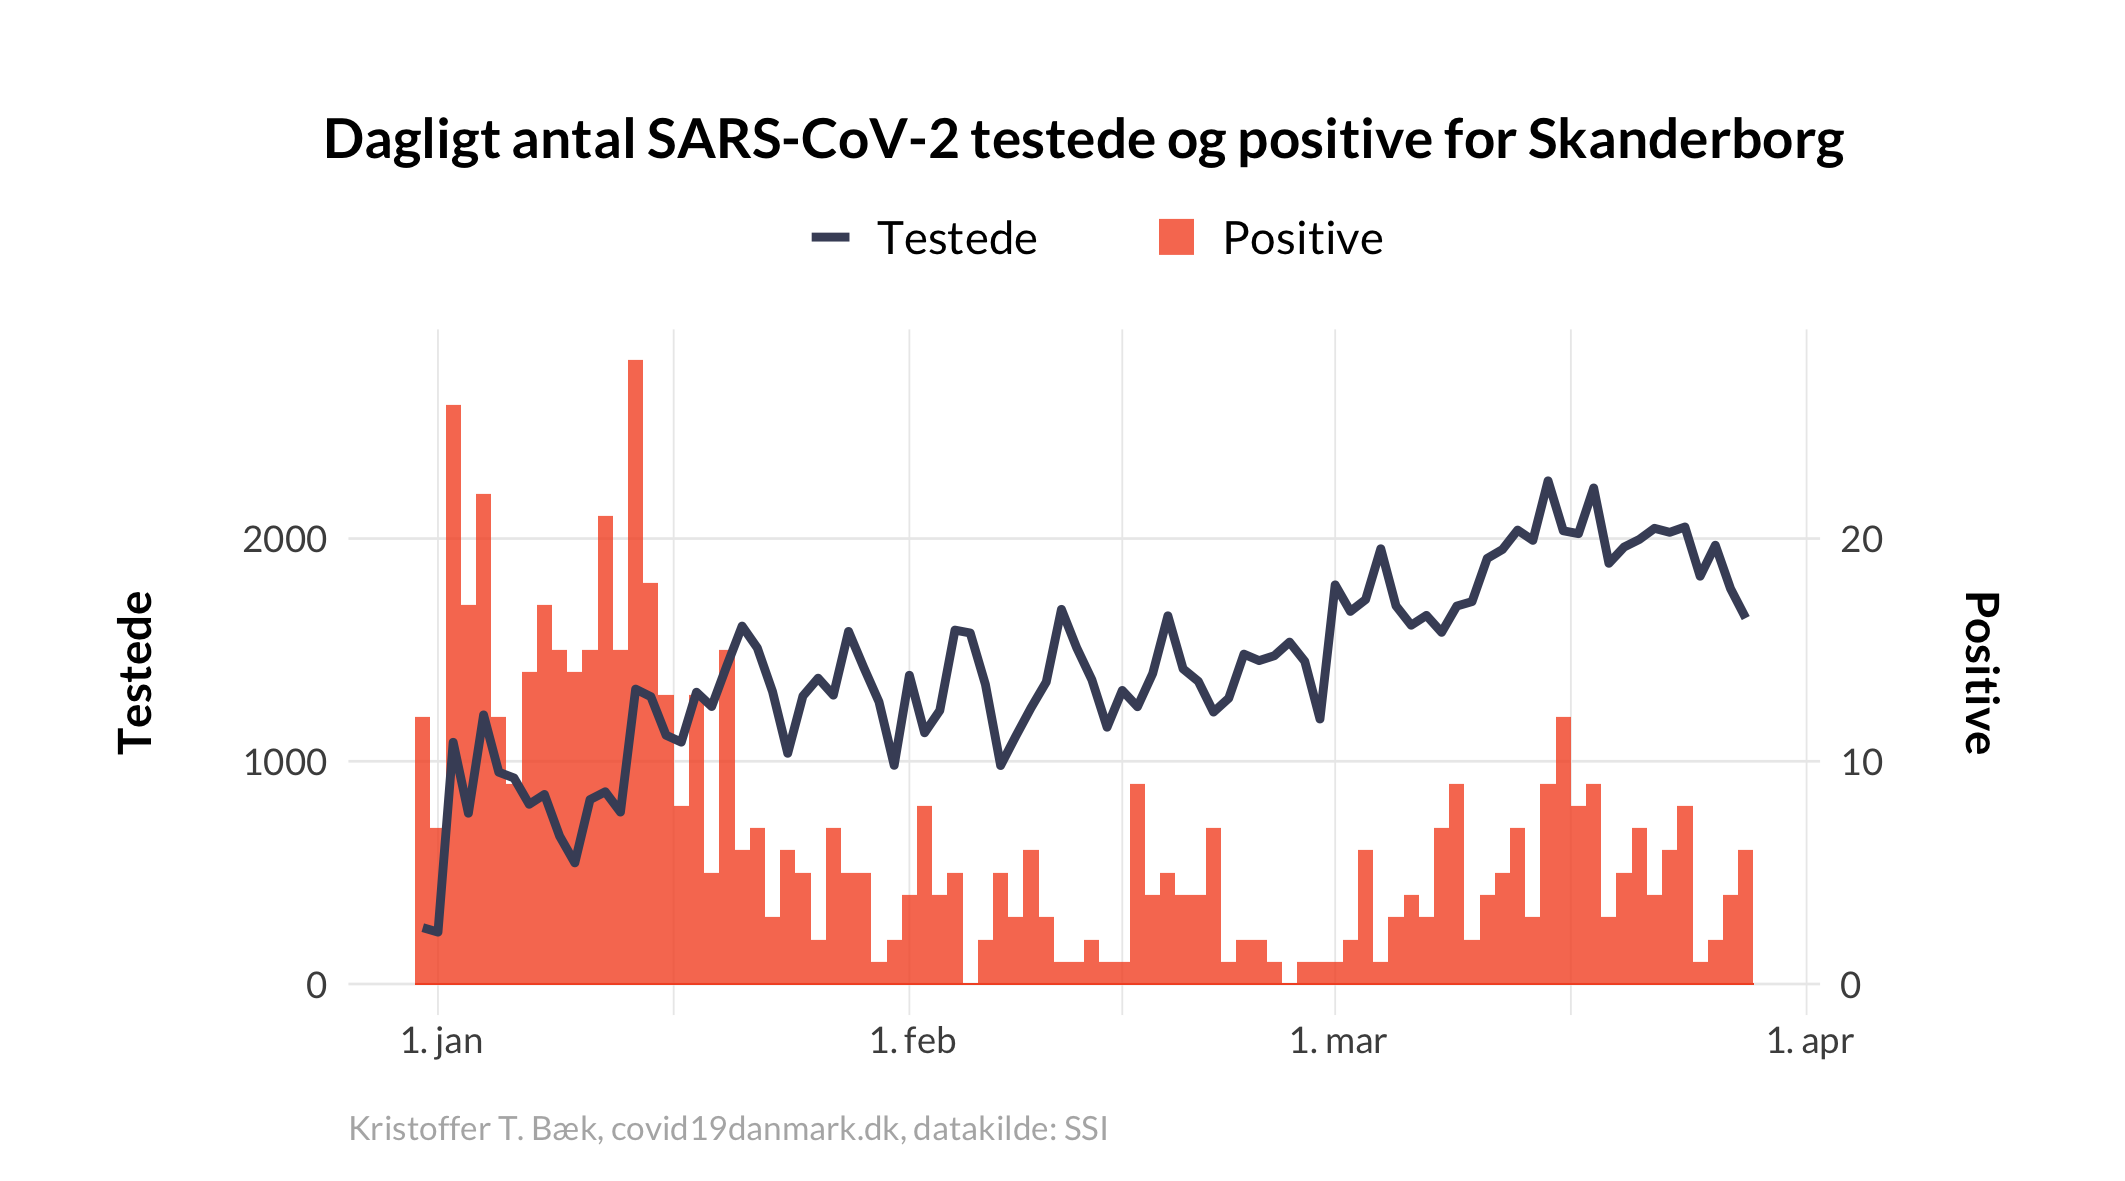 Dagligt antal SARS-CoV-2 testede og positive for Skanderborg
Testede Positive
Testede
2000
1000
0
20
10
0
Positive
1. jan 1. feb 1. mar 1. apr
Kristoffer T. Bæk, covid19danmark.dk, datakilde: SSI